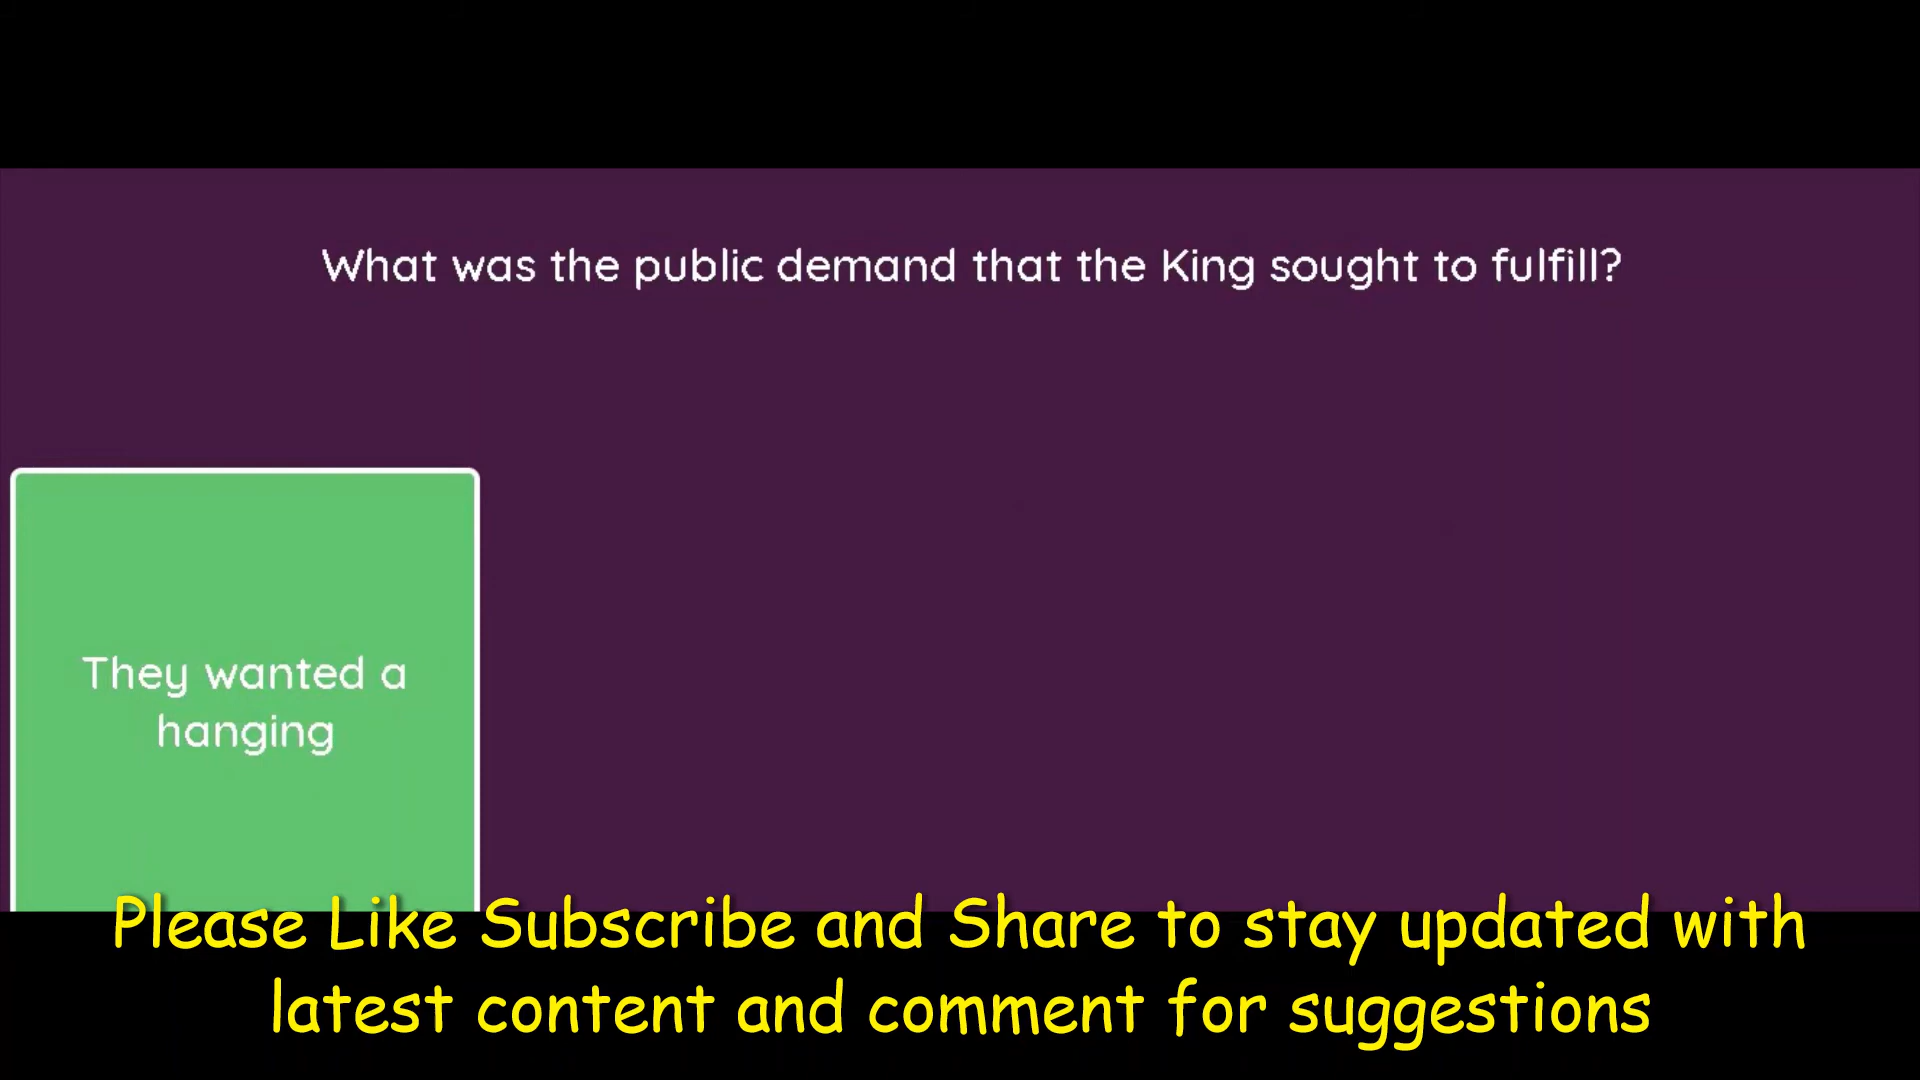 What was the public demand that the King sought to fulfill?
They wanted a
hanging
Please Like Subscribe and Share to stay updated with
latest content and comment for suggestions